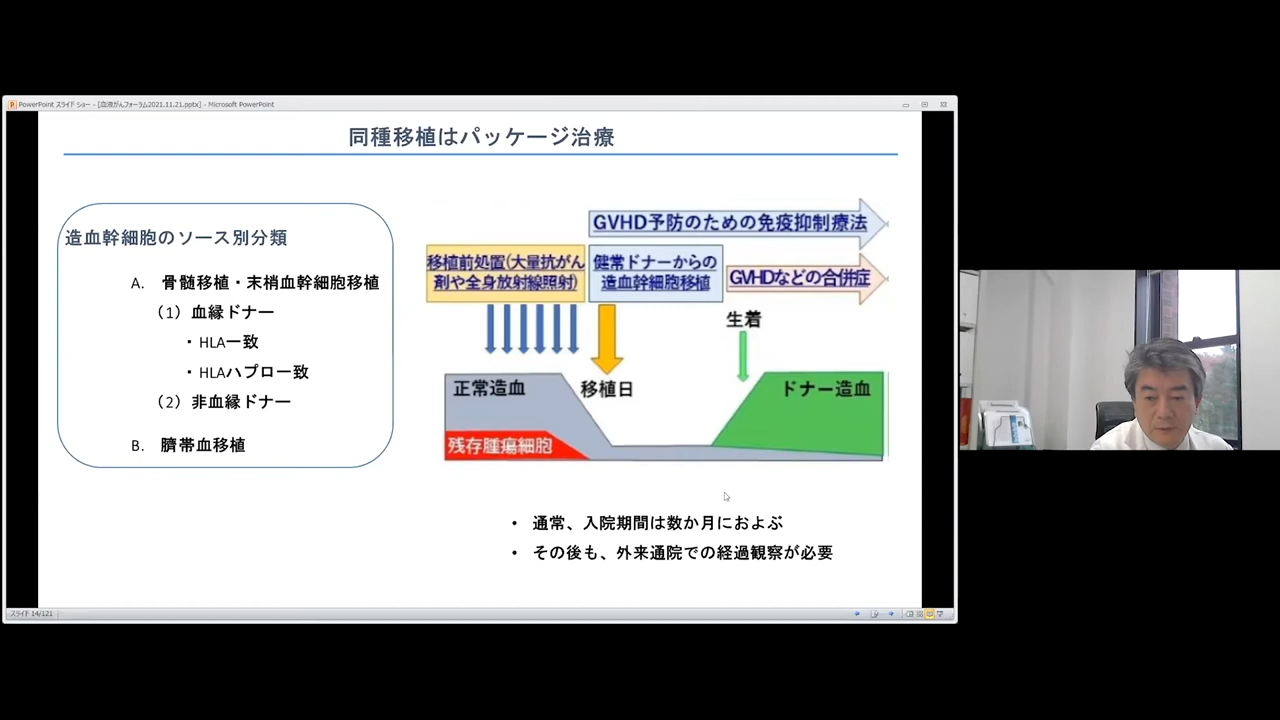 PowerPoint スライド ショー - [血液がんフォーラム2021.11.21.pptx] - Microsoft PowerPoint
同種移植はパッケージ治療
造血幹細胞のソース別分類
A. 骨髄移植・末梢血幹細胞移植
（1）血縁ドナー
・HLA一致
・HLAハプロ一致
（2）非血縁ドナー
B. 臍帯血移植
GVHD予防のための免疫抑制療法
移植前処置(大量抗がん
剤や全身放射線照射)
健常ドナーからの
造血幹細胞移植
GVHDなどの合併症
生着
正常造血
移植日
ドナー造血
残存腫瘍細胞
• 通常、入院期間は数か月におよぶ
• その後も、外来通院での経過観察が必要
スライド 14/121